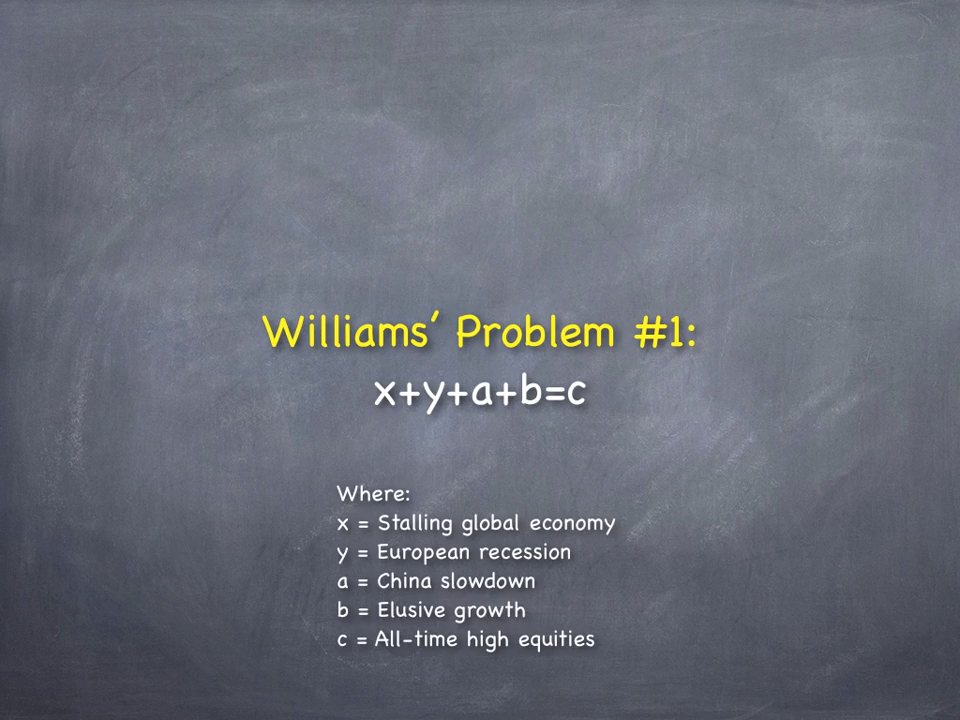 Williams’ Problem #1:
x+y+a+b=c
Where:
x = Stalling global economy
y = European recession
a = China slowdown
b = Elusive growth
c = All-time high equities